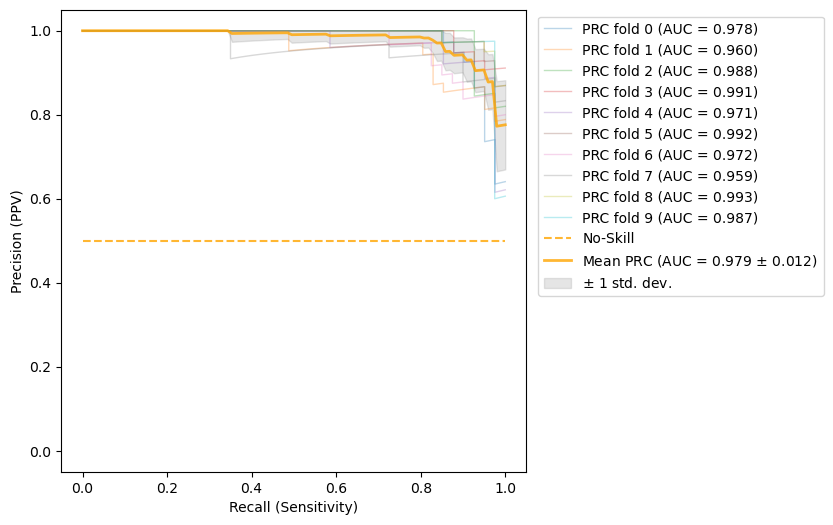 1.0
0.8
0.6
0.4
0.2
0.0
Precision (PPV)
0.0 0.2 0.4 0.6 0.8 1.0
Recall (Sensitivity)
PRC fold 0 (AUC = 0.978)
PRC fold 1 (AUC = 0.960)
PRC fold 2 (AUC = 0.988)
PRC fold 3 (AUC = 0.991)
PRC fold 4 (AUC = 0.971)
PRC fold 5 (AUC = 0.992)
PRC fold 6 (AUC = 0.972)
PRC fold 7 (AUC = 0.959)
PRC fold 8 (AUC = 0.993)
PRC fold 9 (AUC = 0.987)
No-Skill
Mean PRC (AUC = 0.979 ± 0.012)
± 1 std. dev.